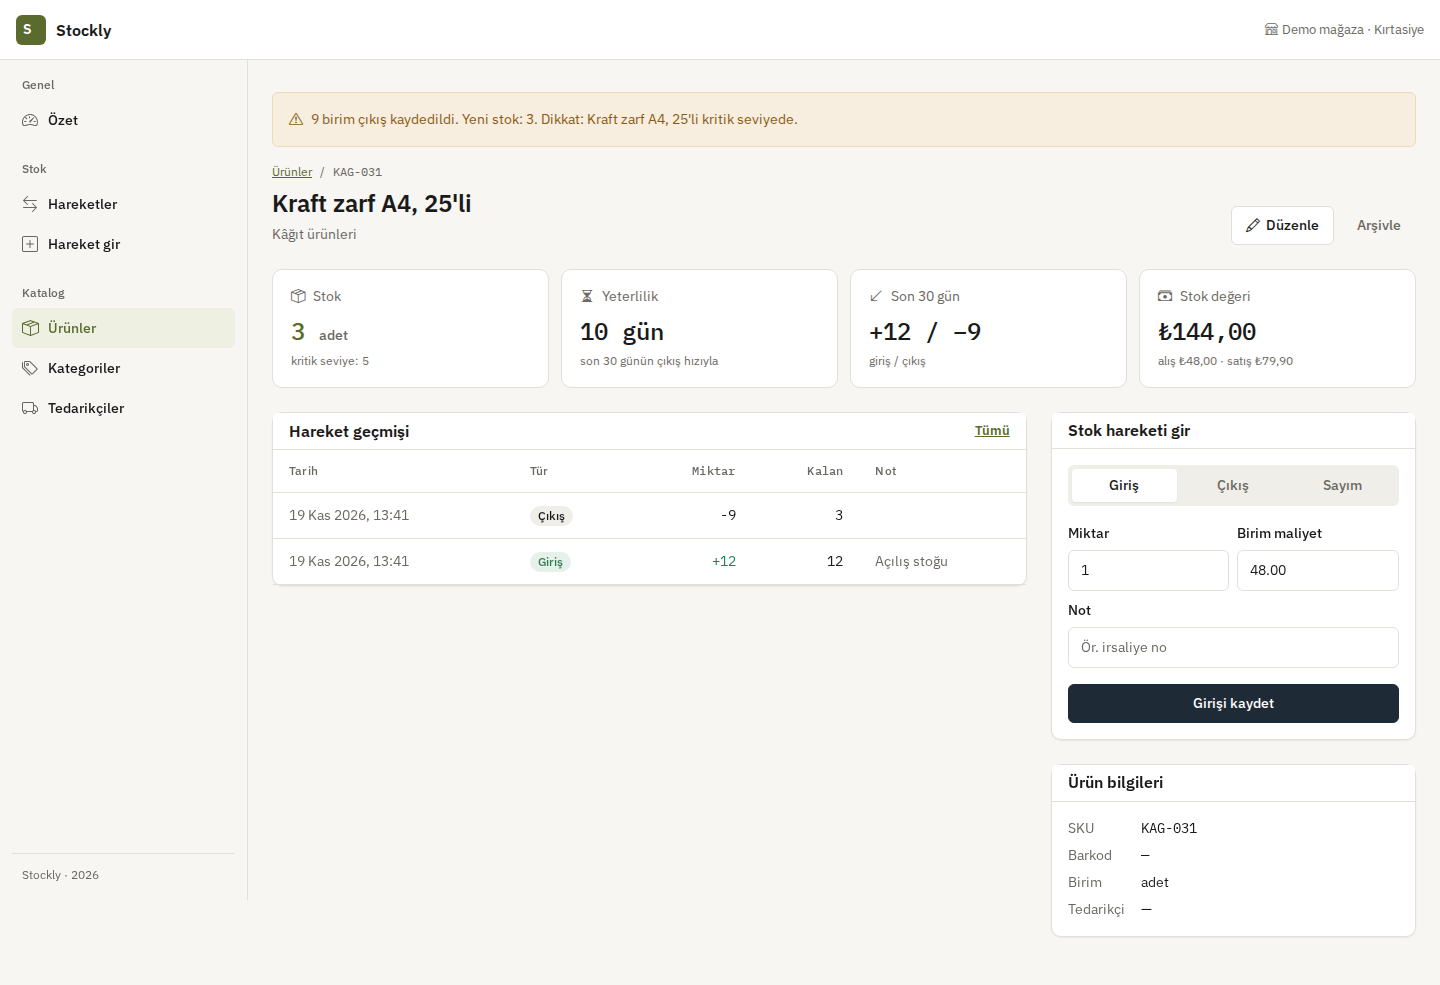 S Stockly
Demo mağaza · Kırtasiye
Genel
Özet
Stok
Hareketler
Hareket gir
Katalog
Ürünler
Kategoriler
Tedarikçiler
Stockly · 2026
9 birim çıkış kaydedildi. Yeni stok: 3. Dikkat: Kraft zarf A4, 25'li kritik seviyede.
Ürünler / KAG-031
Kraft zarf A4, 25'li
Kâğıt ürünleri
Düzenle Arşivle
Stok
3 adet
kritik seviye: 5
Yeterlilik
10 gün
son 30 günün çıkış hızıyla
Son 30 gün
+12 / −9
giriş / çıkış
Stok değeri
₺144,00
alış ₺48,00 · satış ₺79,90
Hareket geçmişi Tümü
Tarih Tür Miktar Kalan Not
19 Kas 2026, 13:41 Çıkış -9 3
19 Kas 2026, 13:41 Giriş +12 12 Açılış stoğu
Stok hareketi gir
Giriş Çıkış Sayım
Miktar Birim maliyet
1 48.00
Not
Ör. irsaliye no
Girişi kaydet
Ürün bilgileri
SKU KAG-031
Barkod —
Birim adet
Tedarikçi —